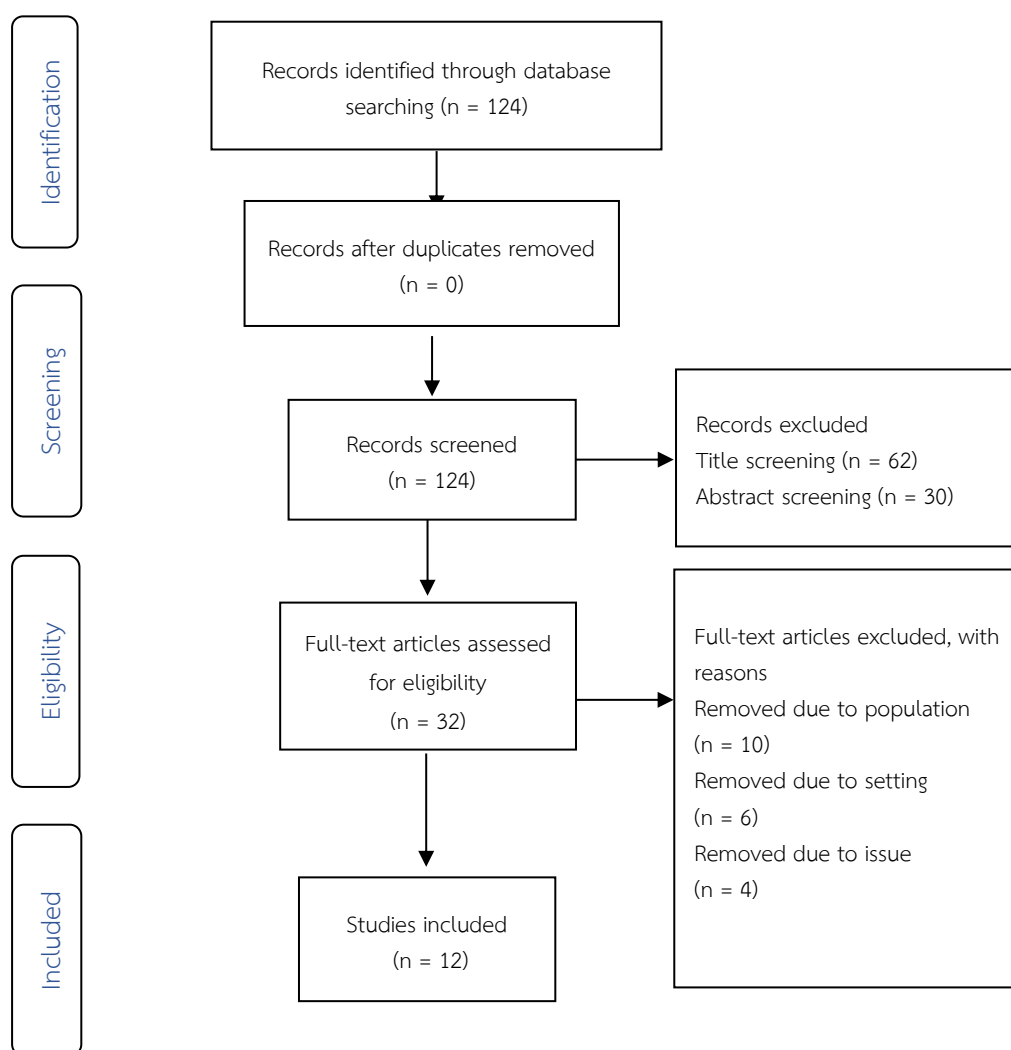 Identification
Records identified through database
searching (n = 124)
Records after duplicates removed
(n = 0)
Screening
Records screened
(n = 124)
Records excluded
Title screening (n = 62)
Abstract screening (n = 30)
Eligibility
Full-text articles assessed
for eligibility
(n = 32)
Full-text articles excluded, with
reasons
Removed due to population
(n = 10)
Removed due to setting
(n = 6)
Removed due to issue
(n = 4)
Included
Studies included
(n = 12)